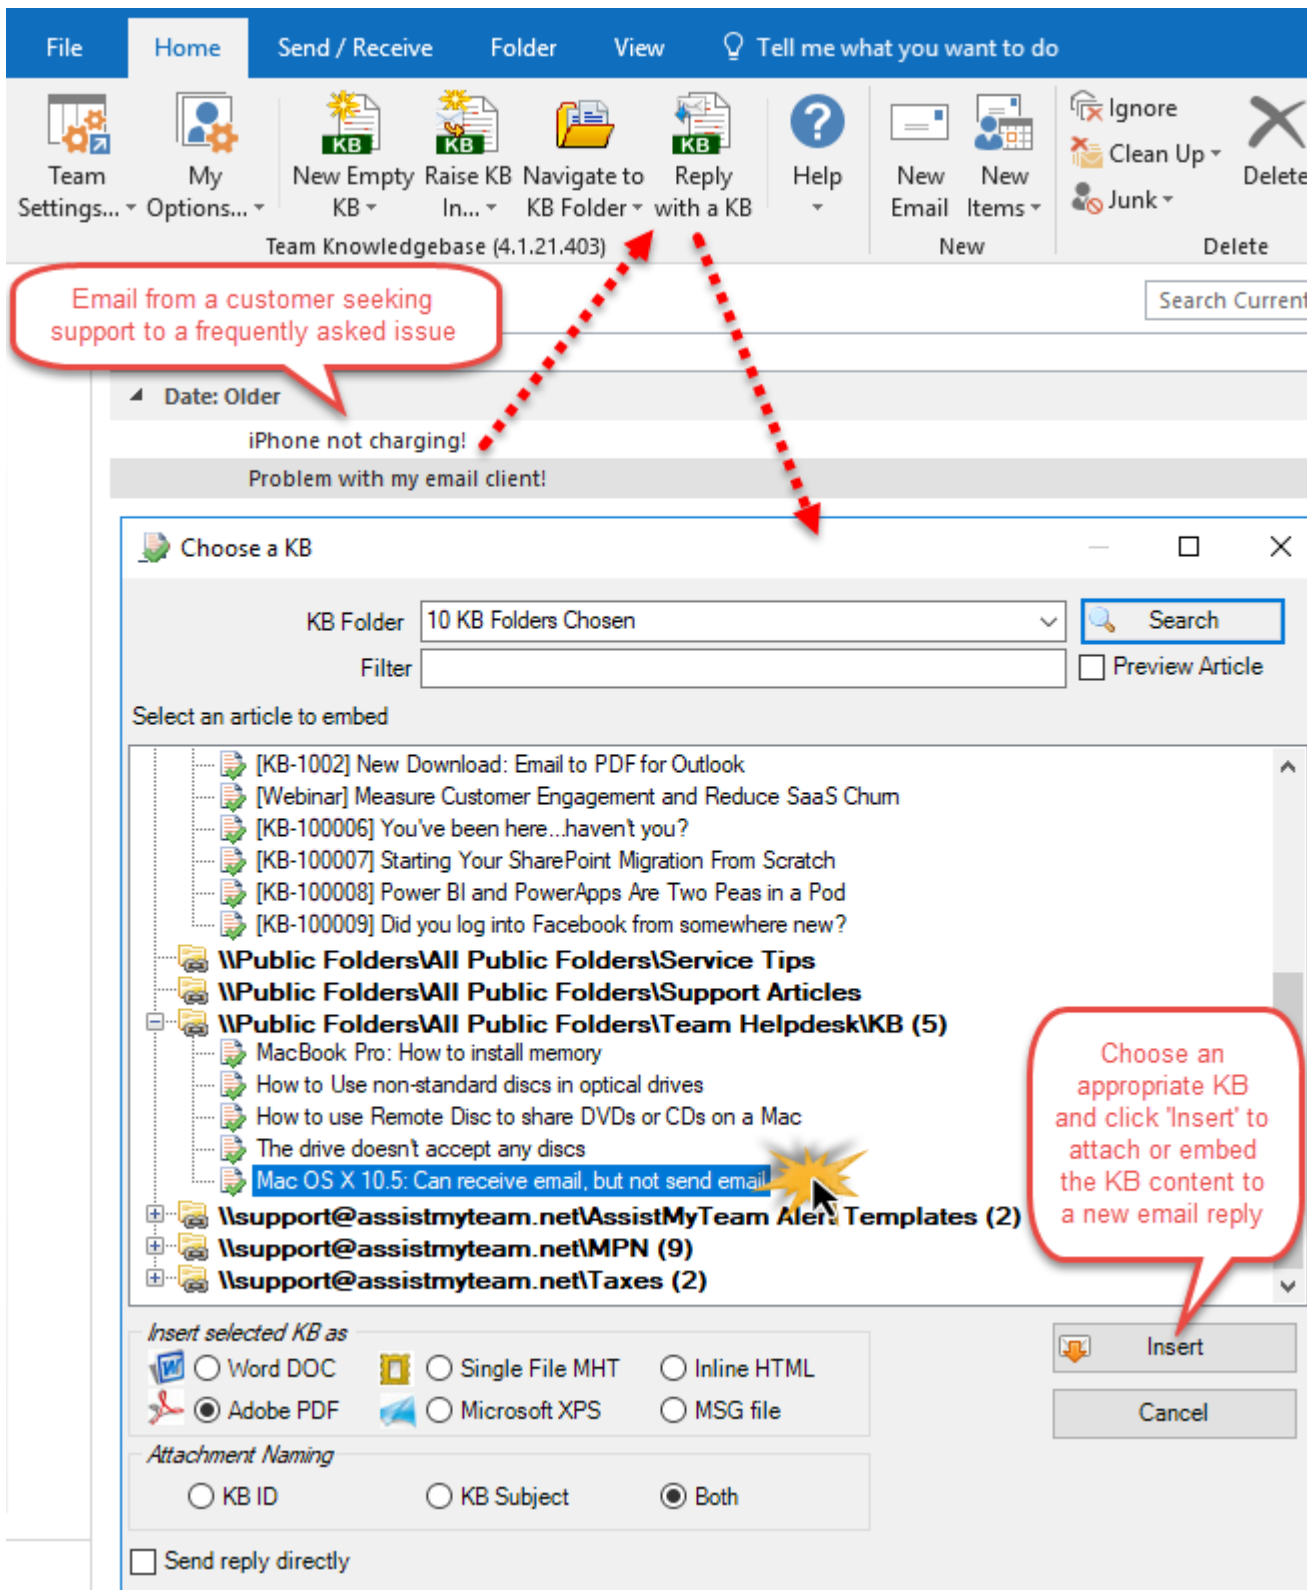 File Home Send / Receive Folder View Tell me what you want to do
Team Settings...
My Options...
KB
New Empty KB
KB
Raise KB In...
Navigate to KB Folder
KB
Reply with a KB
Help
New Email
New Items
Ignore
Clean Up
Junk
Delete
Team Knowledgebase (4.1.21.403) New Delete
Email from a customer seeking
support to a frequently asked issue
Search Current
Date: Older
iPhone not charging!
Problem with my email client!
Choose a KB
KB Folder 10 KB Folders Chosen Search
Filter Preview Article
Select an article to embed
[KB-1002] New Download: Email to PDF for Outlook
[Webinar] Measure Customer Engagement and Reduce SaaS Churn
[KB-100006] You've been here...haven't you?
[KB-100007] Starting Your SharePoint Migration From Scratch
[KB-100008] Power BI and PowerApps Are Two Peas in a Pod
[KB-100009] Did you log into Facebook from somewhere new?
\\Public Folders\All Public Folders\Service Tips
\\Public Folders\All Public Folders\Support Articles
\\Public Folders\All Public Folders\Team Helpdesk\KB (5)
MacBook Pro: How to install memory
How to Use non-standard discs in optical drives
How to use Remote Disc to share DVDs or CDs on a Mac
The drive doesn't accept any discs
Mac OS X 10.5: Can receive email, but not send email
\\support@assistmyteam.net\AssistMyTeam Alert Templates (2)
\\support@assistmyteam.net\MPN (9)
\\support@assistmyteam.net\Taxes (2)
Choose an
appropriate KB
and click 'Insert' to
attach or embed
the KB content to
a new email reply
Insert selected KB as
Word DOC Single File MHT Inline HTML
Adobe PDF Microsoft XPS MSG file
Insert
Cancel
Attachment Naming
KB ID KB Subject Both
Send reply directly